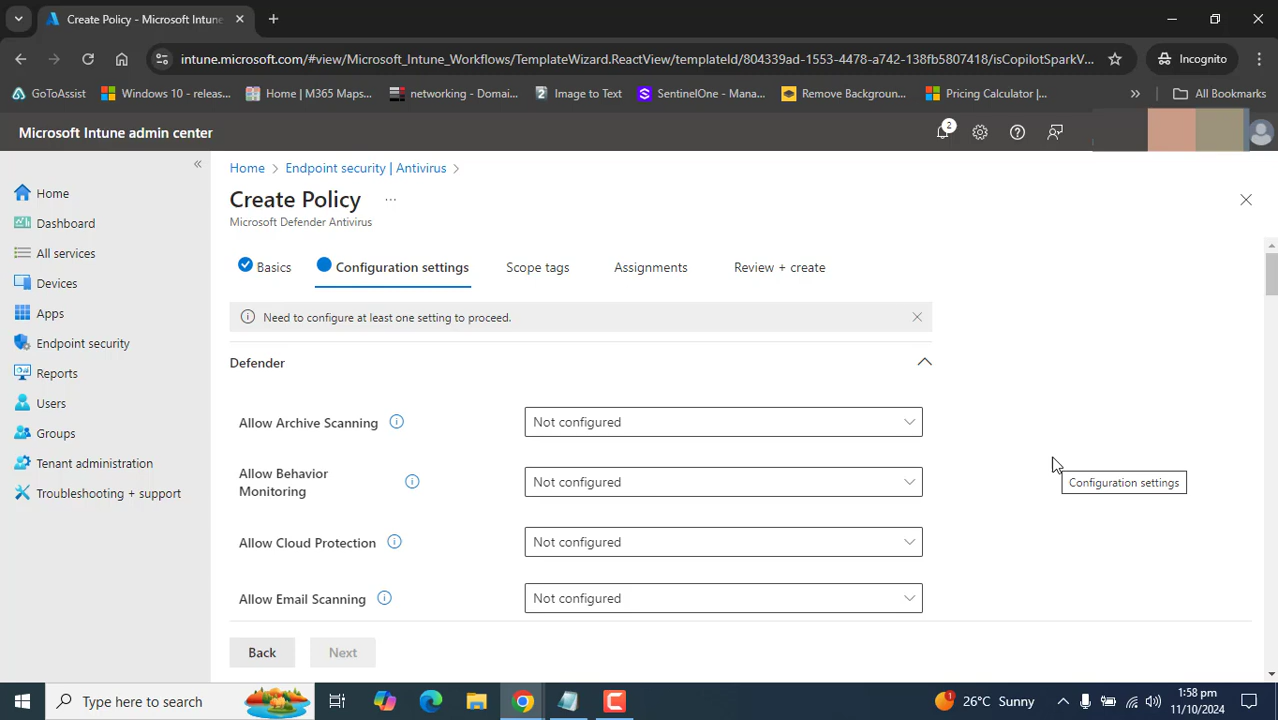 Create Policy - Microsoft Intune
intune.microsoft.com/#view/Microsoft_Intune_Workflows/TemplateWizard.ReactView/templateId/804339ad-1553-4478-a742-138fb5807418/isCopilotSparkV...
Incognito
GoToAssist
Windows 10 - releas...
Home | M365 Maps...
networking - Domai...
Image to Text
SentinelOne - Mana...
Remove Backgroun...
Pricing Calculator |...
All Bookmarks
Microsoft Intune admin center
2
Home
Dashboard
All services
Devices
Apps
Endpoint security
Reports
Users
Groups
Tenant administration
Troubleshooting + support
Home > Endpoint security | Antivirus >
Create Policy ...
Microsoft Defender Antivirus
Basics
Configuration settings
Scope tags
Assignments
Review + create
Need to configure at least one setting to proceed.
Defender
Allow Archive Scanning
Not configured
Allow Behavior
Monitoring
Not configured
Allow Cloud Protection
Not configured
Allow Email Scanning
Not configured
Configuration settings
Back
Next
Type here to search
1
26°C Sunny
1:58 pm
11/10/2024